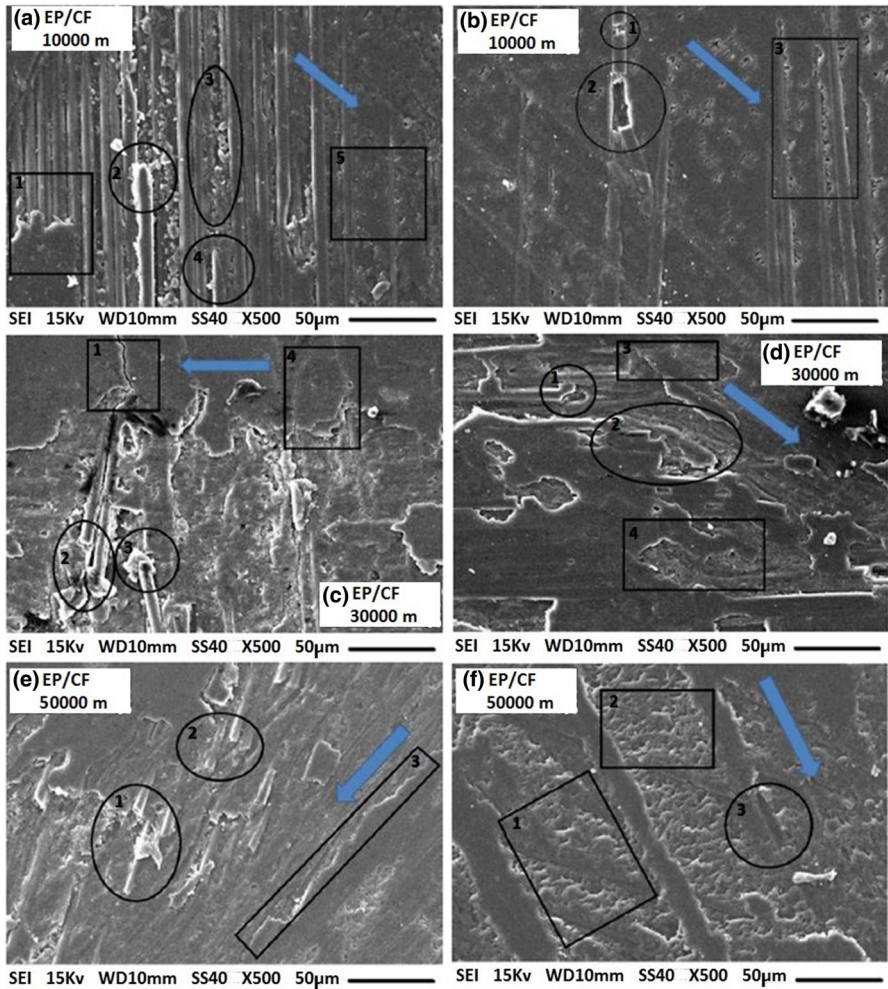 (a) EP/CF
10000 m
1
2
3
4
5
SEI 15Kv WD10mm SS40 X500 50µm
(b) EP/CF
10000 m
1
2
3
SEI 15Kv WD10mm SS40 X500 50µm
1
2
3
4
(c) EP/CF
30000 m
SEI 15Kv WD10mm SS40 X500 50µm
(d) EP/CF
30000 m
1
2
3
4
SEI 15Kv WD10mm SS40 X500 50µm
(e) EP/CF
50000 m
1
2
3
SEI 15Kv WD10mm SS40 X500 50µm
(f) EP/CF
50000 m
1
2
3
SEI 15Kv WD10mm SS40 X500 50µm